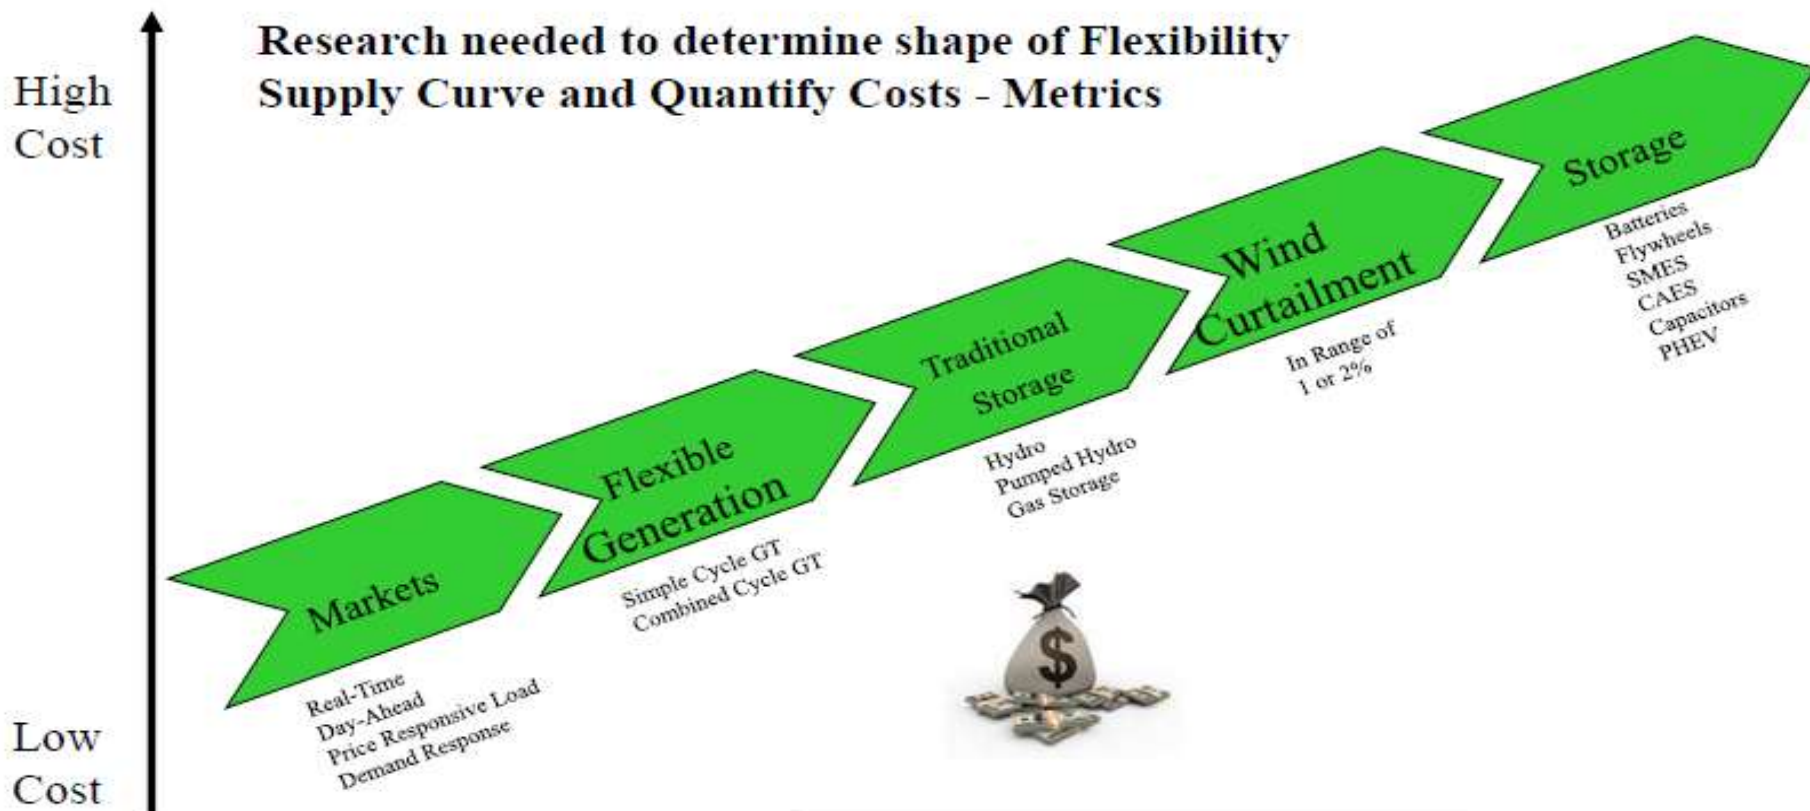 Research needed to determine shape of Flexibility
Supply Curve and Quantify Costs - Metrics
High
Cost
Storage
Batteries
Flywheels
SMES
CAES
Capacitors
PHEV
Wind
Curtailment
In Range of
1 or 2%
Traditional
Storage
Hydro
Pumped Hydro
Gas Storage
Flexible
Generation
Simple Cycle GT
Combined Cycle GT
Markets
Real-Time
Day-Ahead
Price Responsive Load
Demand Response
$
Low
Cost